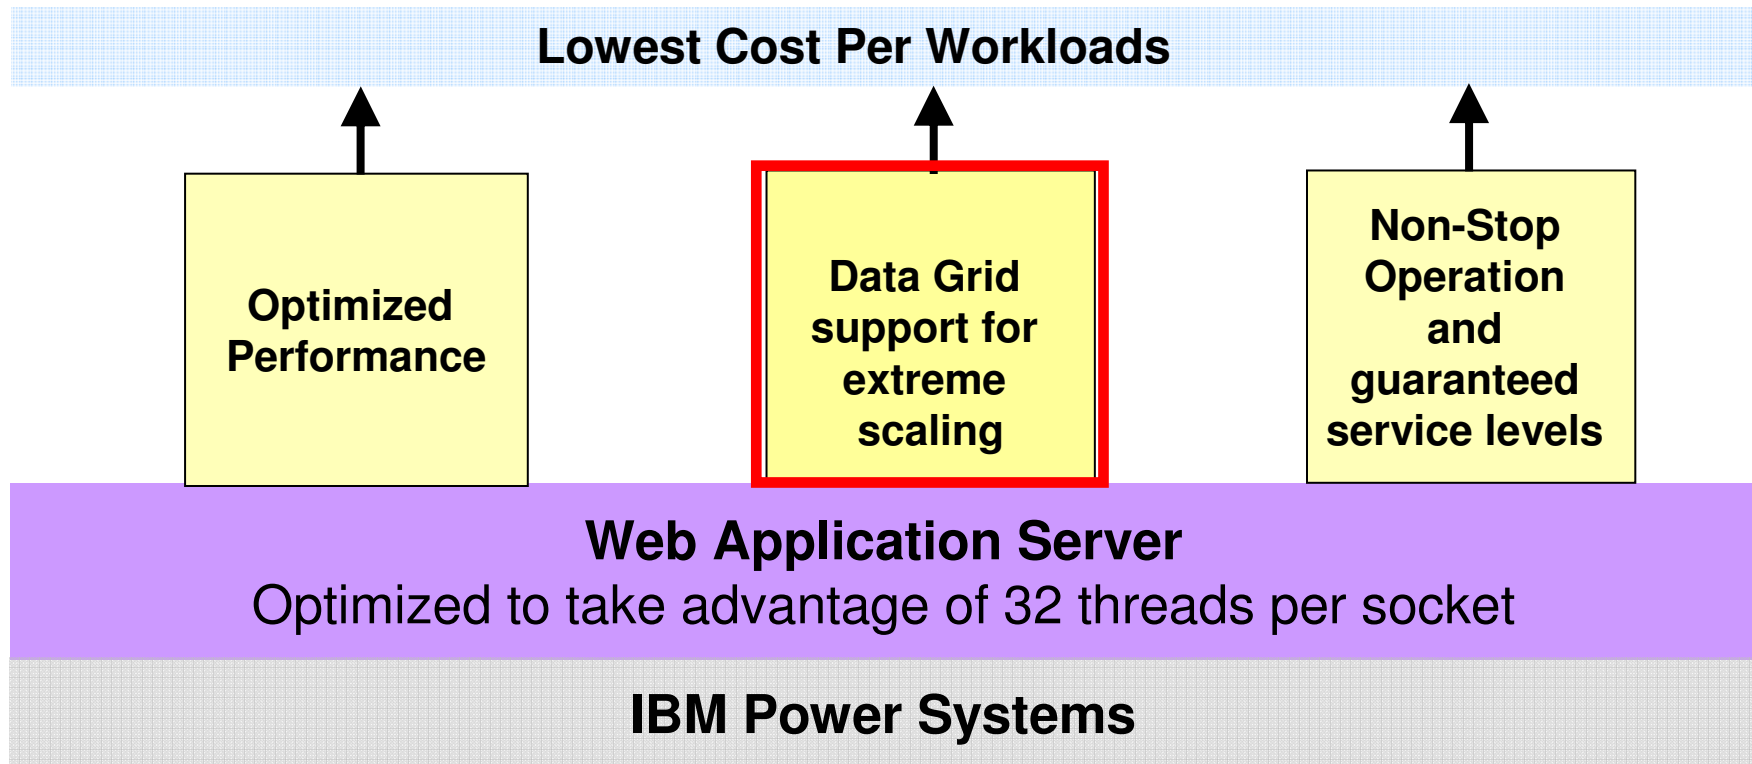 Lowest Cost Per Workloads
Optimized
Performance
Data Grid
support for
extreme
scaling
Non-Stop
Operation
and
guaranteed
service levels
Web Application Server
Optimized to take advantage of 32 threads per socket
IBM Power Systems